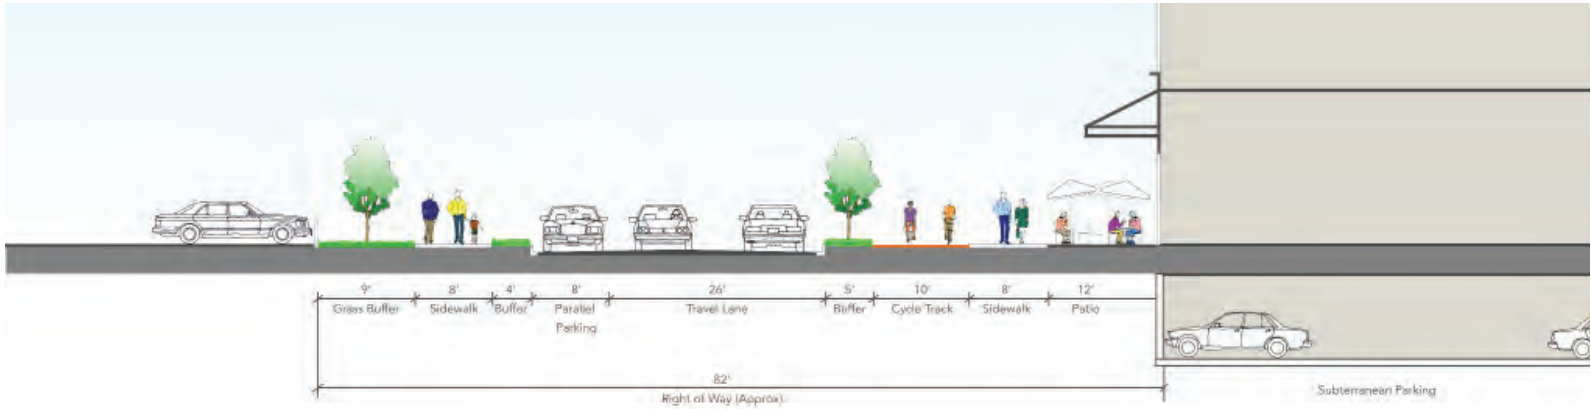 9' 8' 4' 8' 26' 5' 10' 8' 12'
Grass Buffer Sidewalk Buffer Parallel Travel Lane Buffer Cycle Track Sidewalk Patio
Parking
82'
Right of Way (Approx)
Subterranean Parking